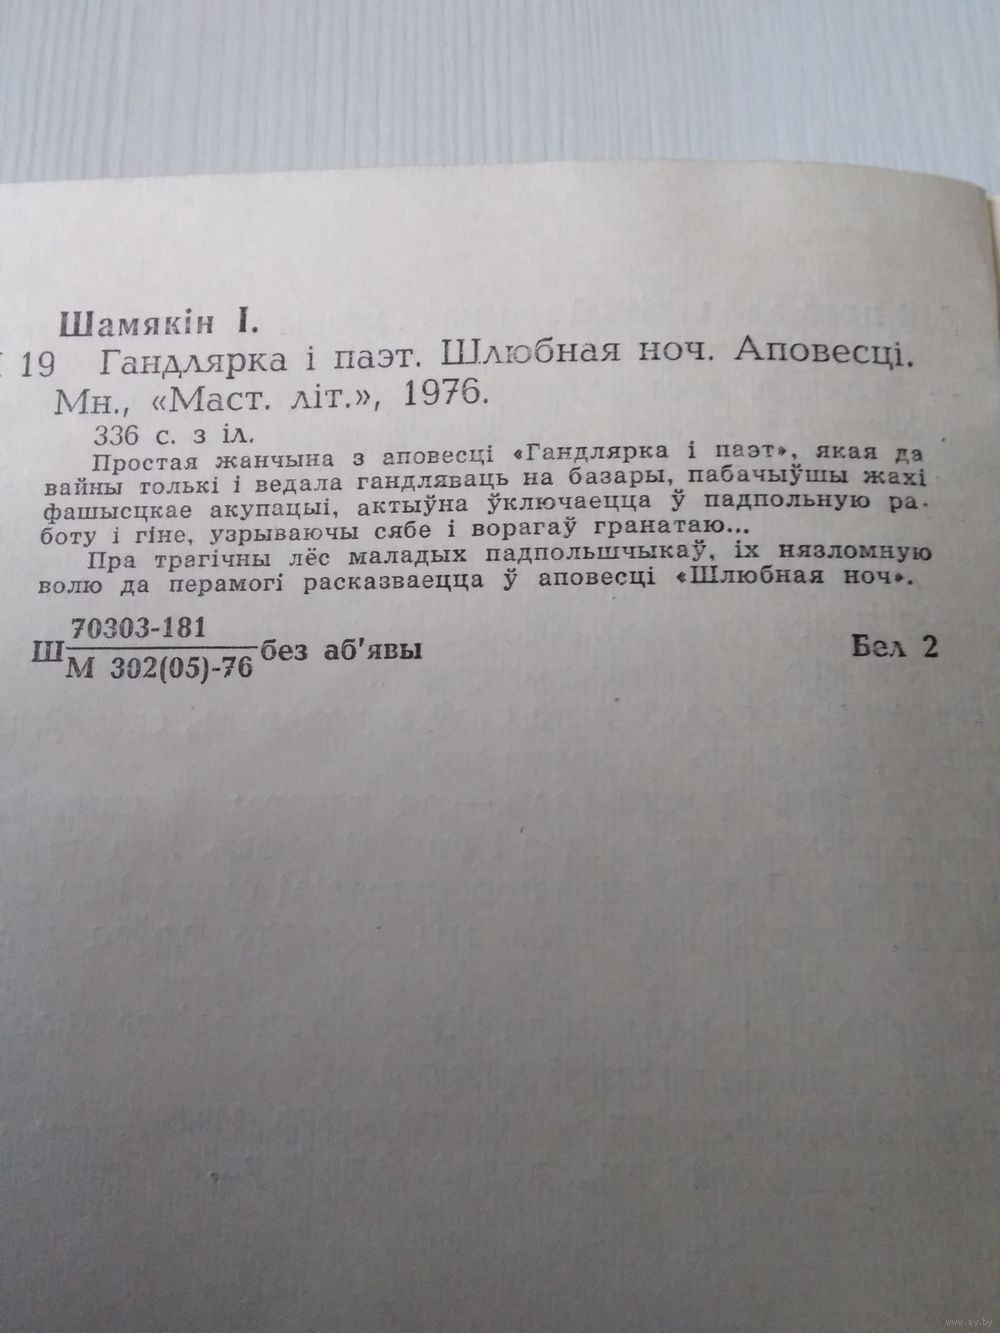 Шамякін І.
19 Гандлярка і паэт. Шлюбная ноч. Аповесці.
Мн., «Маст. літ.», 1976.
336 с. з іл.
Простая жанчына з аповесці «Гандлярка і паэт», якая да
вайны толькі і ведала гандляваць на базары, пабачыўшы жахі
фашысцкае акупацыі, актыўна ўключаецца ў падпольную ра-
боту і гіне, узрываючы сябе і ворагаў гранатаю...
Пра трагічны лёс маладых падпольшчыкаў, іх нязломную
волю да перамогі расказваецца ў аповесці «Шлюбная ноч».
70303-181
Ш без аб'явы Бел 2
М 302(05)-76
www.ay.by